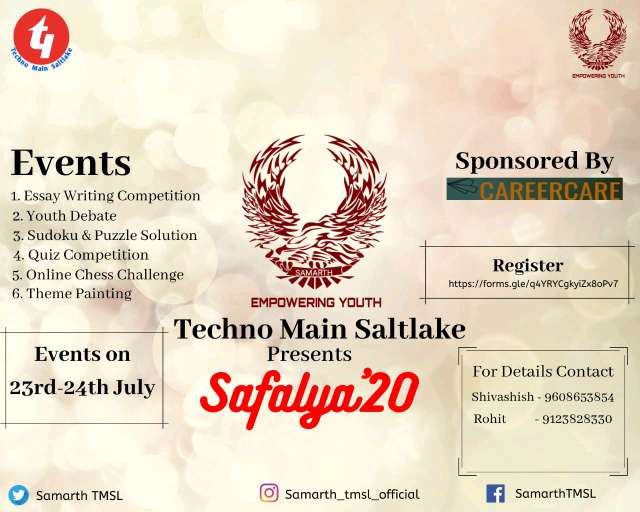 Techno Main Saltlake
EMPOWERING YOUTH
Events
1. Essay Writing Competition
2. Youth Debate
3. Sudoku & Puzzle Solution
4. Quiz Competition
5. Online Chess Challenge
6. Theme Painting
SAMARTH
EMPOWERING YOUTH
Sponsored By
CAREERCARE
Register
https://forms.gle/q4YRYCgkyiZx8oPv7
Techno Main Saltlake
Presents
Safalya'20
Events on
23rd-24th July
For Details Contact
Shivashish - 9608653854
Rohit - 9123828330
Samarth TMSL
Samarth_tmsl_official
SamarthTMSL